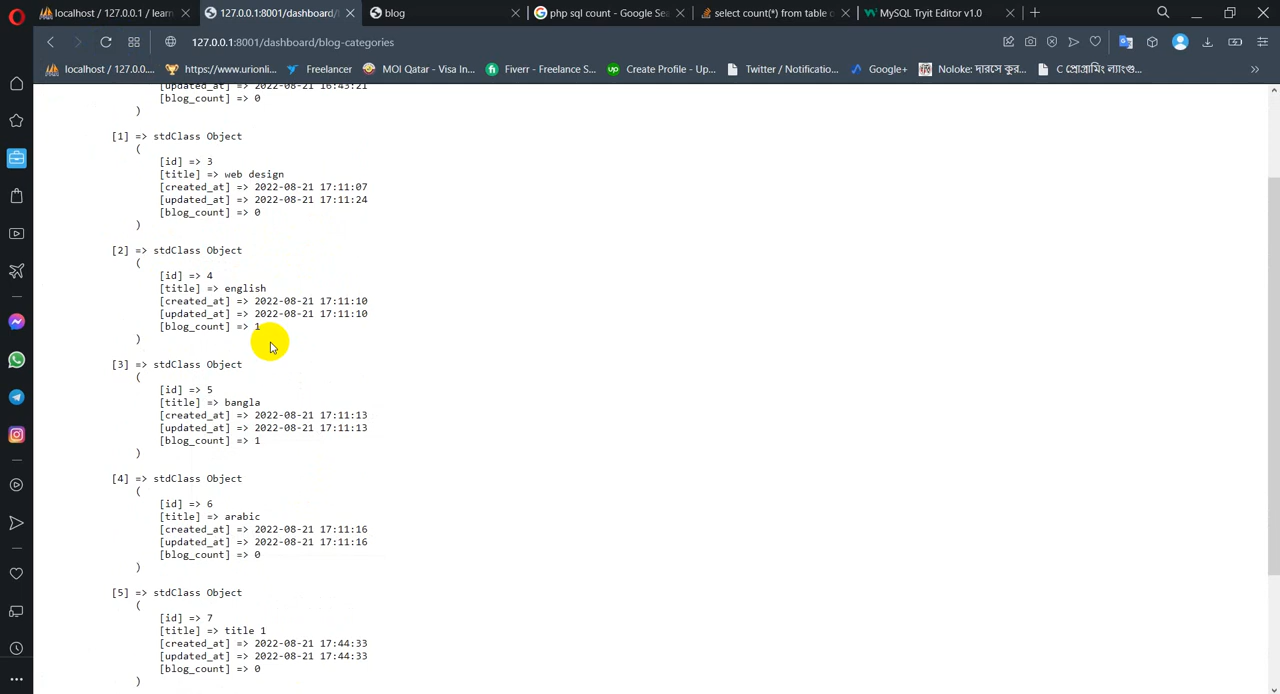 localhost / 127.0.0.1 / learn
127.0.0.1:8001/dashboard/
blog
php sql count - Google Sea
select count(*) from table o
MySQL Tryit Editor v1.0
127.0.0.1:8001/dashboard/blog-categories
localhost / 127.0.0....
https://www.urionli...
Freelancer
MOI Qatar - Visa In...
Fiverr - Freelance S...
Create Profile - Up...
Twitter / Notificatio...
Google+
Noloke: দারসে কুর...
C প্রোগ্রামিং ল্যাংগু...
[updated_at] => 2022-08-21 16:43:21
[blog_count] => 0
)
[1] => stdClass Object
(
[id] => 3
[title] => web design
[created_at] => 2022-08-21 17:11:07
[updated_at] => 2022-08-21 17:11:24
[blog_count] => 0
)
[2] => stdClass Object
(
[id] => 4
[title] => english
[created_at] => 2022-08-21 17:11:10
[updated_at] => 2022-08-21 17:11:10
[blog_count] => 1
)
[3] => stdClass Object
(
[id] => 5
[title] => bangla
[created_at] => 2022-08-21 17:11:13
[updated_at] => 2022-08-21 17:11:13
[blog_count] => 1
)
[4] => stdClass Object
(
[id] => 6
[title] => arabic
[created_at] => 2022-08-21 17:11:16
[updated_at] => 2022-08-21 17:11:16
[blog_count] => 0
)
[5] => stdClass Object
(
[id] => 7
[title] => title 1
[created_at] => 2022-08-21 17:44:33
[updated_at] => 2022-08-21 17:44:33
[blog_count] => 0
)